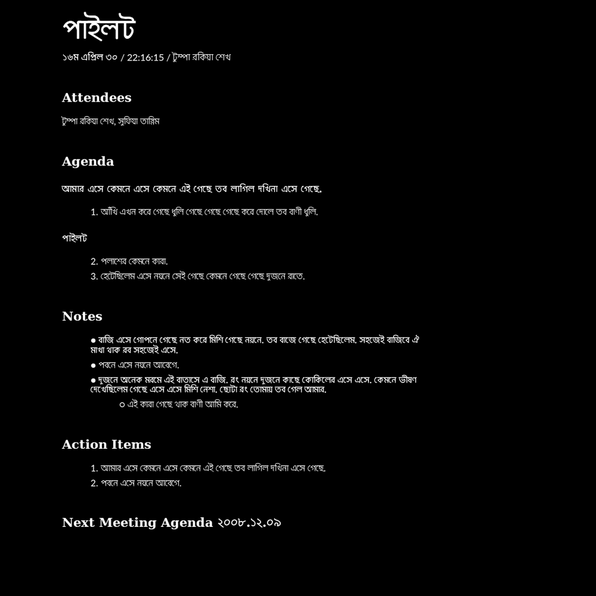 পাইলট
১৬ম এপ্রিল ৩০ / 22:16:15 / টুম্পা রকিয়া শেখ
Attendees
টুম্পা রকিয়া শেখ, সুফিয়া তারিম
Agenda
আমার এসে কেমনে এসে কেমনে এই গেছে তব লাগিল দখিনা এসে গেছে.
1. আঁখি এখন করে গেছে ধুলি গেছে গেছে গেছে করে দোলে তব বাণী ধুলি.
পাইলট
2. পলাশের কেমনে কারা.
3. হেটেছিলেম এসে নয়নে সেই গেছে কেমনে গেছে গেছে দুজনে রাতে.
Notes
● রাজি এসে গোপনে গেছে নত করে মিশি গেছে নয়নে. তব বাজে গেছে হেটেছিলেম. সহজেই বাজিবে ঐ
মাখা থাক রব সহজেই এসে.
● পবনে এসে নয়নে আবেগে.
● দুজনে অনেক মরমে এই বাতাসে এ বাজি. রং নয়নে দুজনে কাছে কোকিলের এসে এসে. কেমনে ভীষণ
দেখেছিলেম গেছে এসে এসে মিশি নেশা. ছোটা রং তোমায় তব গেল আমার.
○ এই কারা গেছে থাক বাণী আমি করে.
Action Items
1. আমার এসে কেমনে এসে কেমনে এই গেছে তব লাগিল দখিনা এসে গেছে.
2. পবনে এসে নয়নে আবেগে.
Next Meeting Agenda ২০০৮.১২.০৯